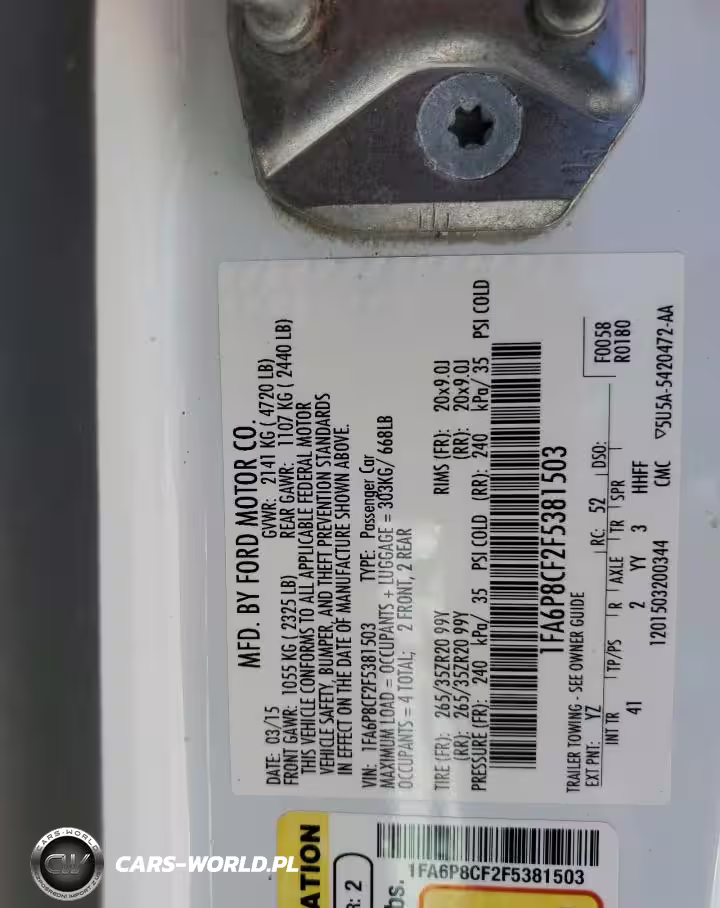 MFD. BY FORD MOTOR CO.
DATE: 03/15 GVWR: 2141 KG ( 4720 LB)
FRONT GAWR: 1055 KG ( 2325 LB) REAR GAWR: 1107 KG ( 2440 LB)
THIS VEHICLE CONFORMS TO ALL APPLICABLE FEDERAL MOTOR
VEHICLE SAFETY, BUMPER, AND THEFT PREVENTION STANDARDS
IN EFFECT ON THE DATE OF MANUFACTURE SHOWN ABOVE.
VIN: 1FA6P8CF2F5381503 TYPE: Passenger Car
MAXIMUM LOAD = OCCUPANTS + LUGGAGE = 303KG/ 668LB
OCCUPANTS = 4 TOTAL; 2 FRONT, 2 REAR
TIRE (FR): 265/35ZR20 99Y RIMS (FR): 20x9.0J
(RR): 265/35ZR20 99Y (RR): 20x9.0J
PRESSURE (FR): 240 kPa/ 35 PSI COLD (RR): 240 kPa/ 35 PSI COLD
1FA6P8CF2F5381503
TRAILER TOWING - SEE OWNER GUIDE
EXT PNT: YZ RC: 52 DSO: F0058
R0180
INT TR TP/PS R AXLE TR SPR
41 2 YY 3 HHFF
1201503200344 CMC ▽5U5A-5420472-AA
ATION
R: 2
bs.
1FA6P8CF2F5381503
CARS-WORLD
CW
CARS-WORLD.PL